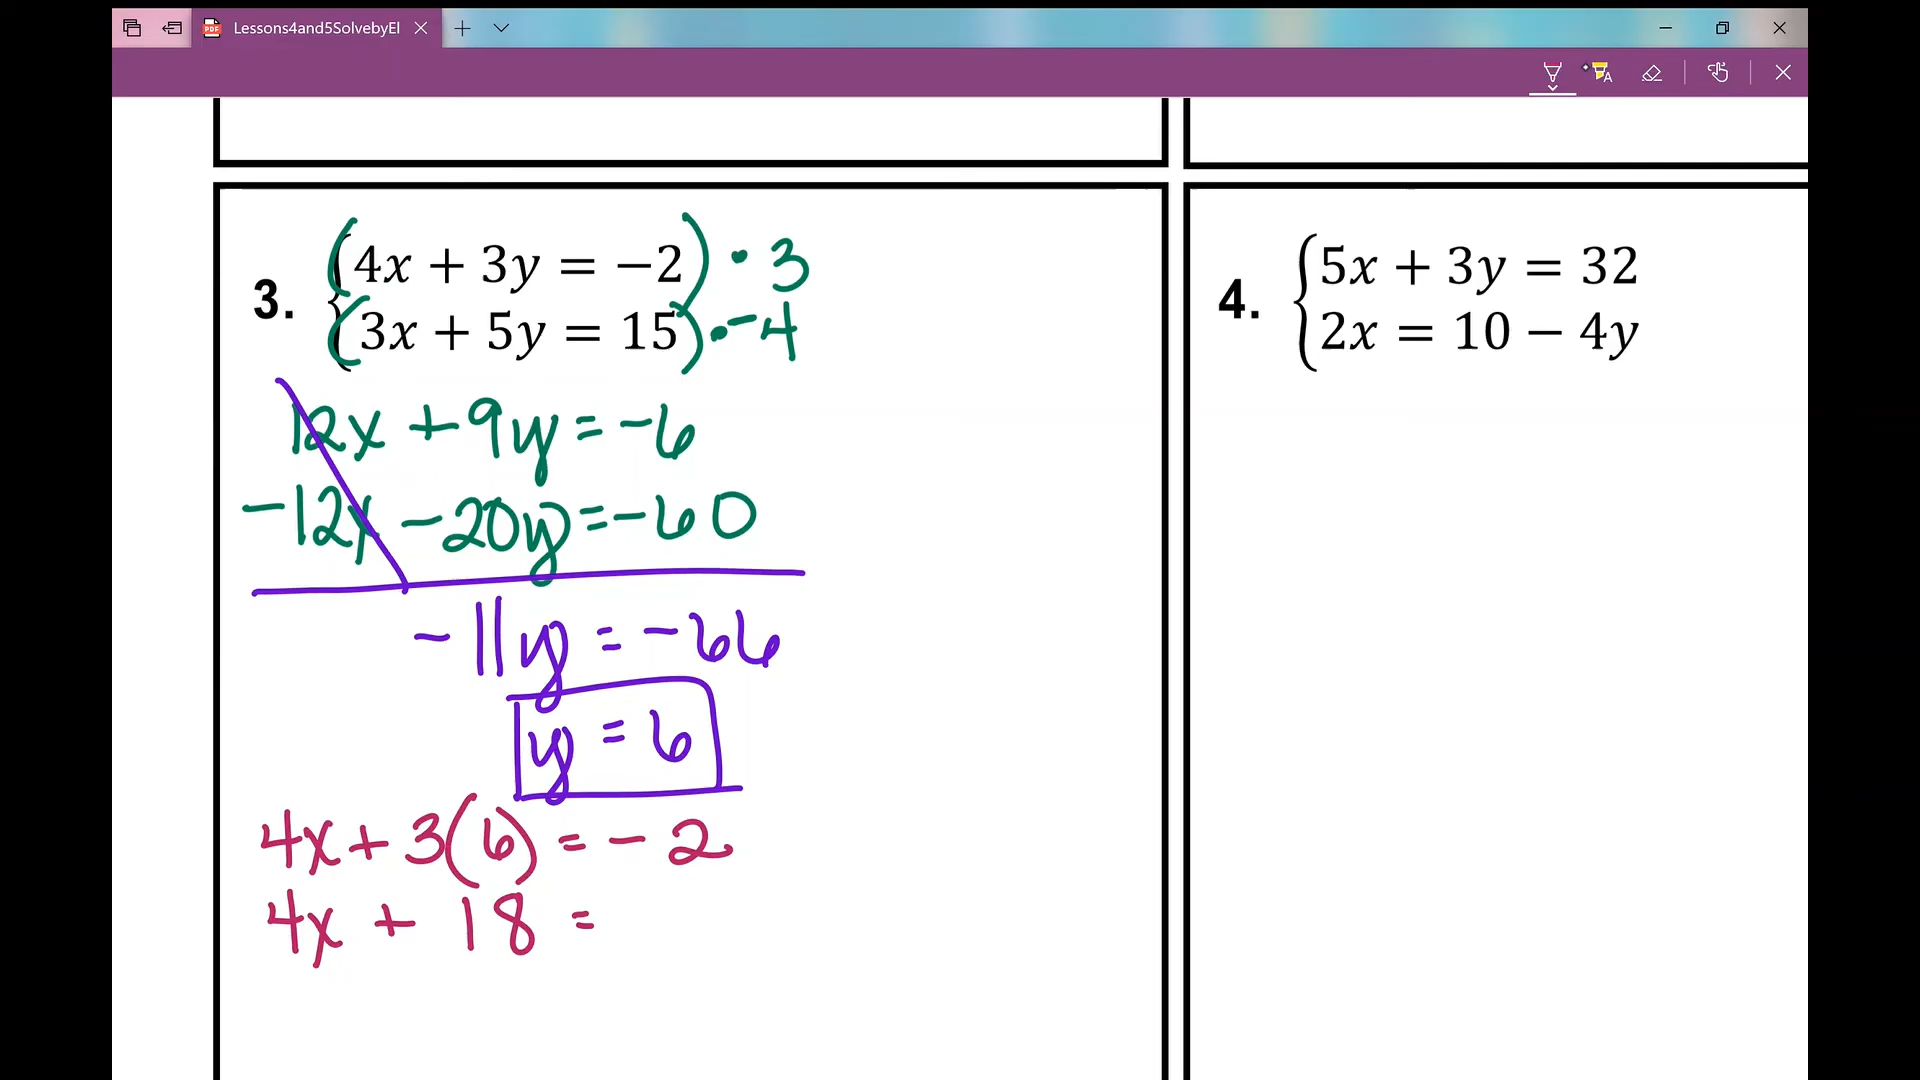 Lessons4and5SolvebyEl
3.
(4x + 3y = −2) · 3
(3x + 5y = 15) · −4
12x + 9y = −6
−12x − 20y = −60
−11y = −66
y = 6
4x + 3(6) = −2
4x + 18 =
4.
5x + 3y = 32
2x = 10 − 4y